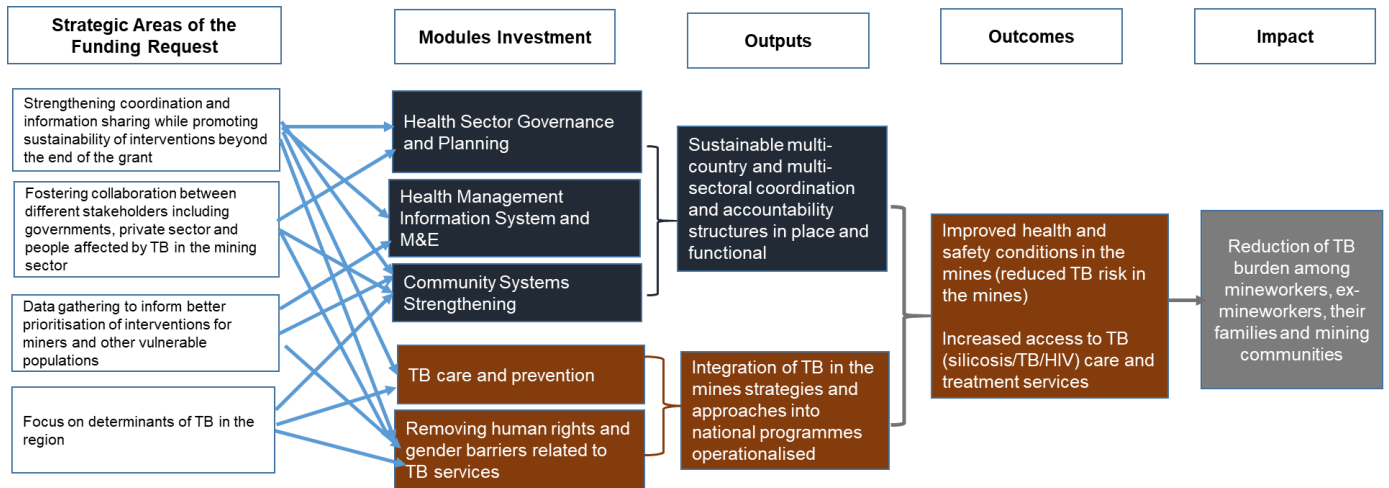 Strategic Areas of the
Funding Request
Modules Investment
Outputs
Outcomes
Impact
Strengthening coordination and
information sharing while promoting
sustainability of interventions beyond
the end of the grant
Fostering collaboration between
different stakeholders including
governments, private sector and
people affected by TB in the mining
sector
Data gathering to inform better
prioritisation of interventions for
miners and other vulnerable
populations
Focus on determinants of TB in the
region
Health Sector Governance
and Planning
Health Management
Information System and
M&E
Community Systems
Strengthening
TB care and prevention
Removing human rights and
gender barriers related to
TB services
Sustainable multi-
country and multi-
sectoral coordination
and accountability
structures in place and
functional
Integration of TB in the
mines strategies and
approaches into
national programmes
operationalised
Improved health and
safety conditions in the
mines (reduced TB risk in
the mines)
Increased access to TB
(silicosis/TB/HIV) care and
treatment services
Reduction of TB
burden among
mineworkers, ex-
mineworkers, their
families and mining
communities